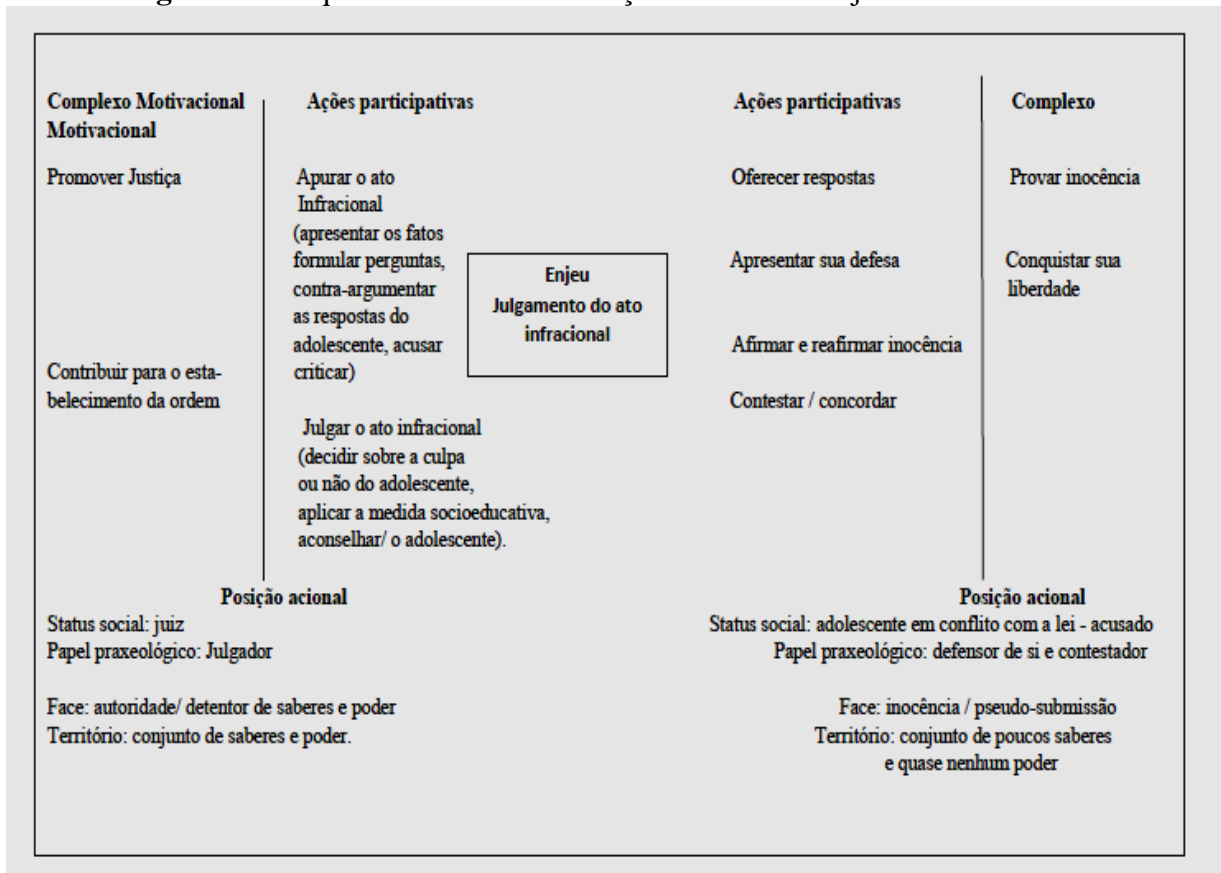 Complexo Motivacional
Motivacional
Promover Justiça
Contribuir para o esta-
belecimento da ordem
Ações participativas
Apurar o ato
Infracional
(apresentar os fatos
formular perguntas,
contra-argumentar
as respostas do
adolescente, acusar
criticar)
Julgar o ato infracional
(decidir sobre a culpa
ou não do adolescente,
aplicar a medida socioeducativa,
aconselhar/ o adolescente).
Enjeu
Julgamento do ato
infracional
Ações participativas
Oferecer respostas
Apresentar sua defesa
Afirmar e reafirmar inocência
Contestar / concordar
Complexo
Provar inocência
Conquistar sua
liberdade
Posição acional
Status social: juiz
Papel praxeológico: Julgador
Face: autoridade/ detentor de saberes e poder
Território: conjunto de saberes e poder.
Posição acional
Status social: adolescente em conflito com a lei - acusado
Papel praxeológico: defensor de si e contestador
Face: inocência / pseudo-submissão
Território: conjunto de poucos saberes
e quase nenhum poder